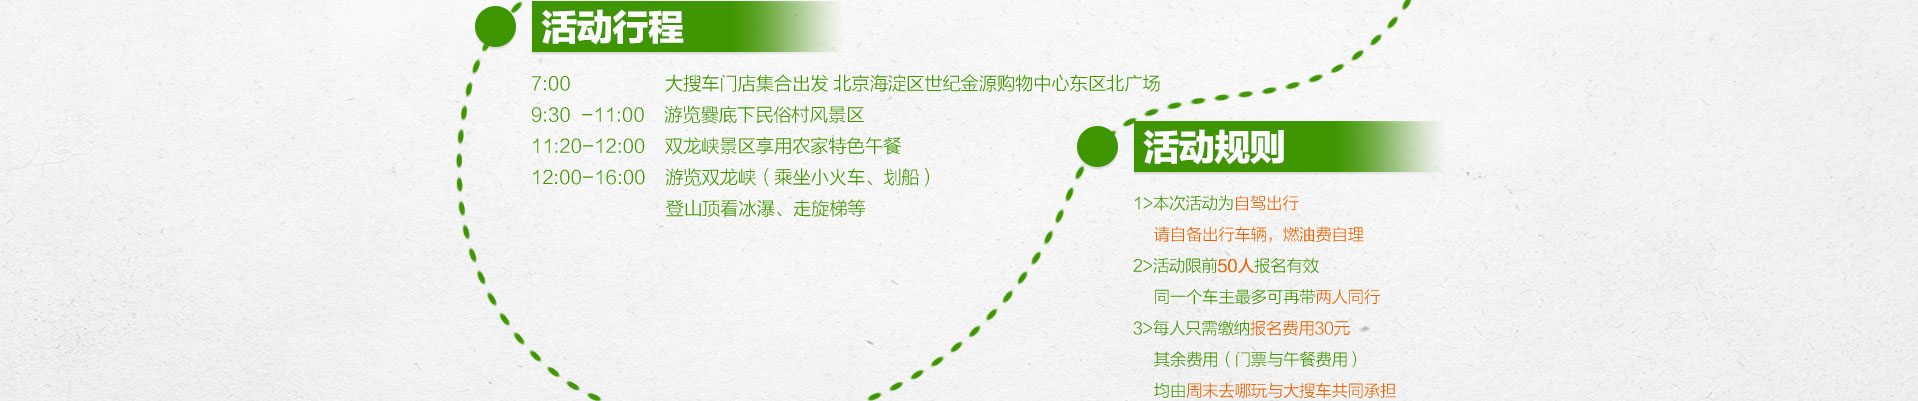 活动行程
7:00 大搜车门店集合出发 北京海淀区世纪金源购物中心东区北广场
9:30 -11:00 游览爨底下民俗村风景区
11:20-12:00 双龙峡景区享用农家特色午餐
12:00-16:00 游览双龙峡（乘坐小火车、划船）
登山顶看冰瀑、走旋梯等
活动规则
1>本次活动为自驾出行
请自备出行车辆，燃油费自理
2>活动限前50人报名有效
同一个车主最多可再带两人同行
3>每人只需缴纳报名费用30元
其余费用（门票与午餐费用）
均由周末去哪玩与大搜车共同承担